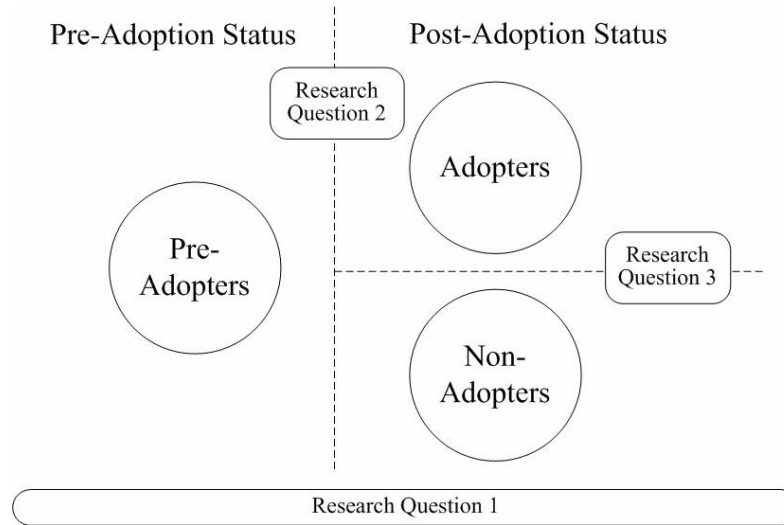 Pre-Adoption Status
Post-Adoption Status
Research
Question 2
Adopters
Pre-
Adopters
Research
Question 3
Non-
Adopters
Research Question 1